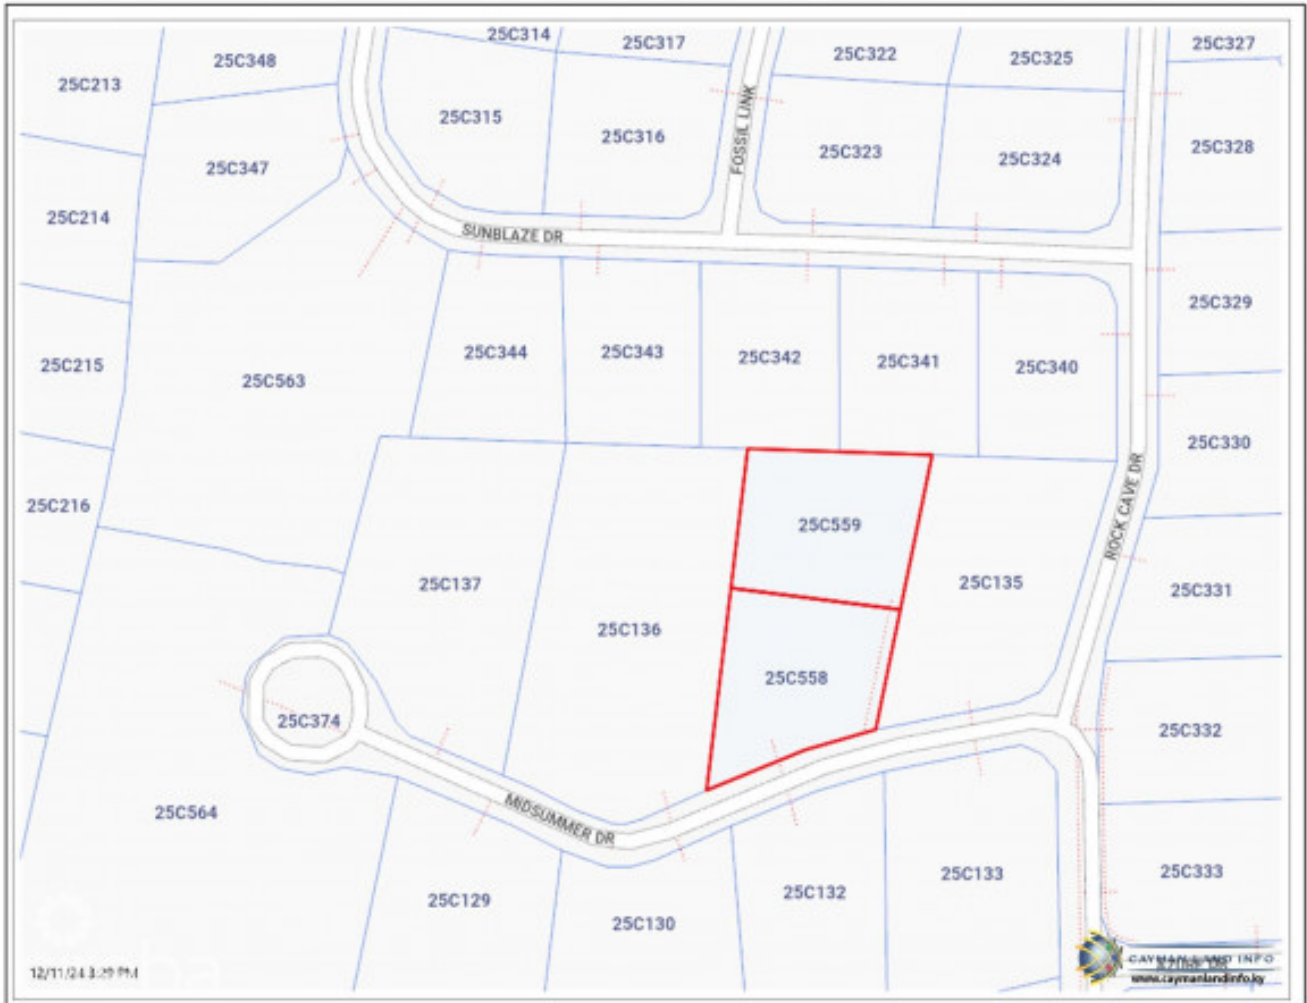 25C314
25C317
25C322
25C325
25C327
25C213
25C348
25C315
25C316
FOSSIL LINK
25C323
25C324
25C328
25C347
25C214
SUNBLAZE DR
25C329
25C215
25C563
25C344
25C343
25C342
25C341
25C340
25C330
25C216
ROCK CAVE DR
25C559
25C137
25C136
25C135
25C331
25C558
25C374
25C332
25C564
MIDSUMMER DR
25C129
25C130
25C132
25C133
25C333
12/11/24 3:29 PM
CAYMAN LAND INFO
www.caymanlandinfo.ky